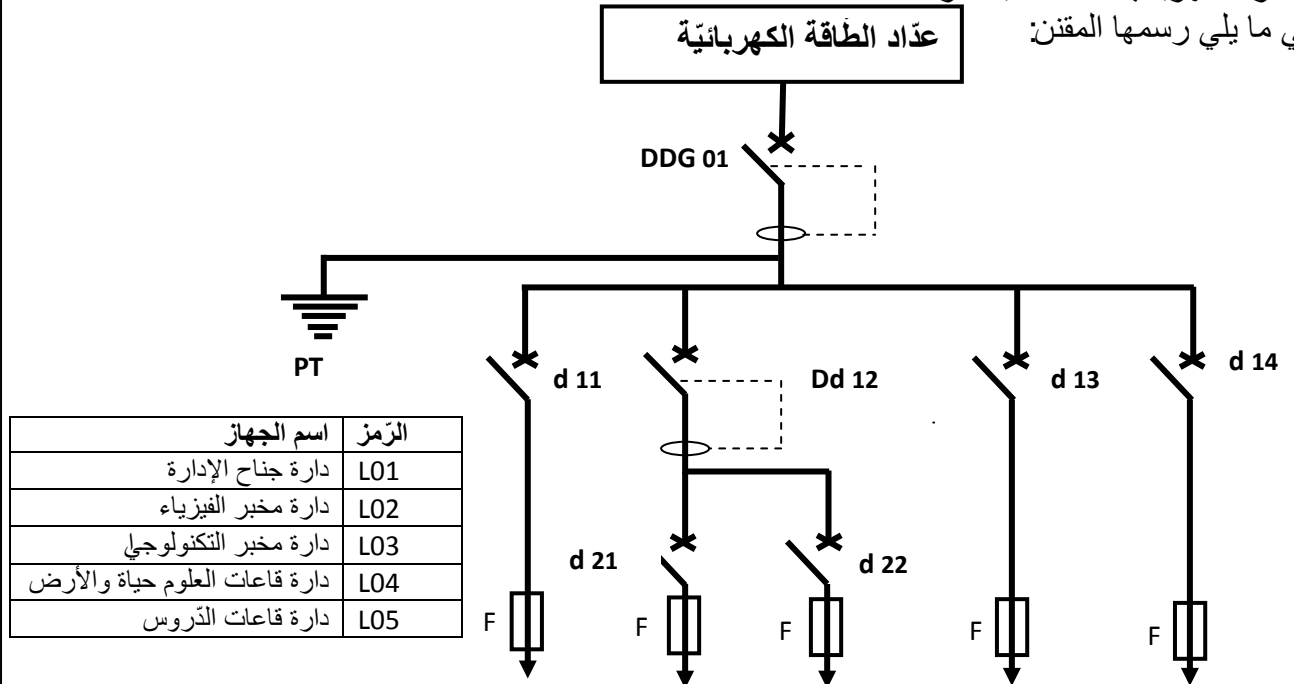 ي ما يلي رسمها المقنن:
عدّاد الطّاقة الكهربائيّة
DDG 01
PT
d 11
Dd 12
d 13
d 14
الرّمز اسم الجهاز
L01 دارة جناح الإدارة
L02 دارة مخبر الفيزياء
L03 دارة مخبر التكنولوجيا
L04 دارة قاعات العلوم حياة والأرض
L05 دارة قاعات الدّروس
d 21
d 22
F
F
F
F
F